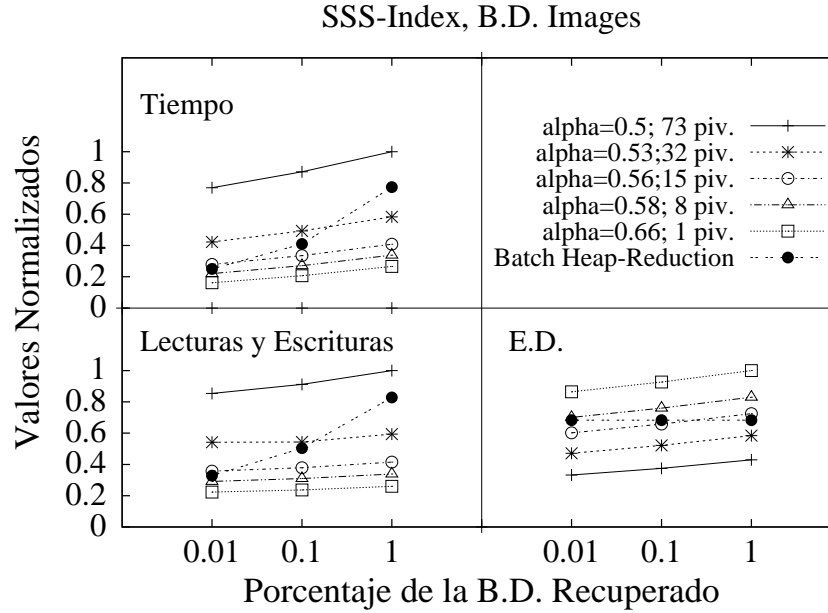 SSS-Index, B.D. Images
Valores Normalizados
Tiempo
1
0.8
0.6
0.4
0.2
0
alpha=0.5; 73 piv.
alpha=0.53;32 piv.
alpha=0.56;15 piv.
alpha=0.58; 8 piv.
alpha=0.66; 1 piv.
Batch Heap-Reduction
Lecturas y Escrituras
1
0.8
0.6
0.4
0.2
0
E.D.
0.01 0.1 1
0.01 0.1 1
Porcentaje de la B.D. Recuperado